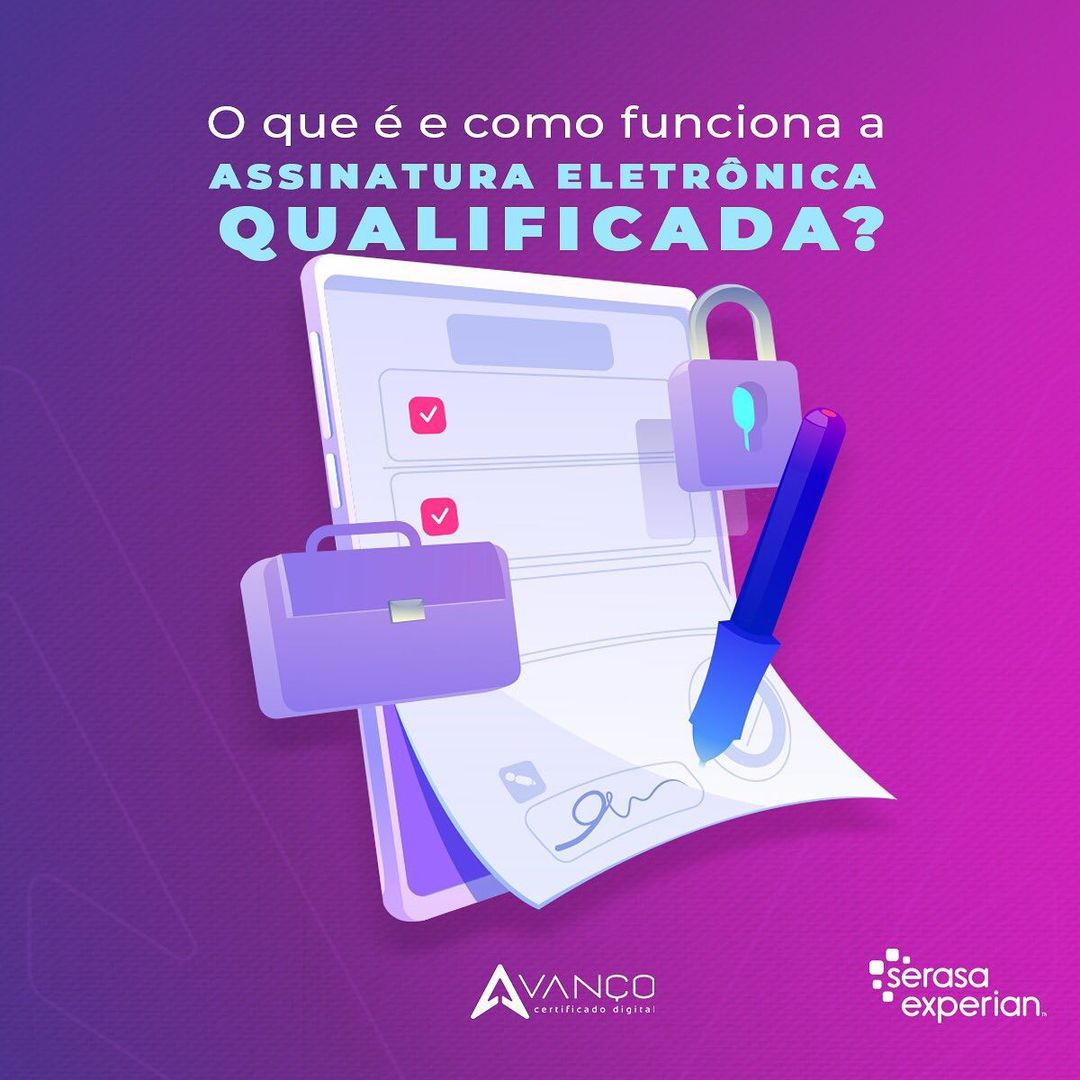 O que é e como funciona a
ASSINATURA ELETRÔNICA
QUALIFICADA?
AVANÇO
certificado digital
serasa
experian